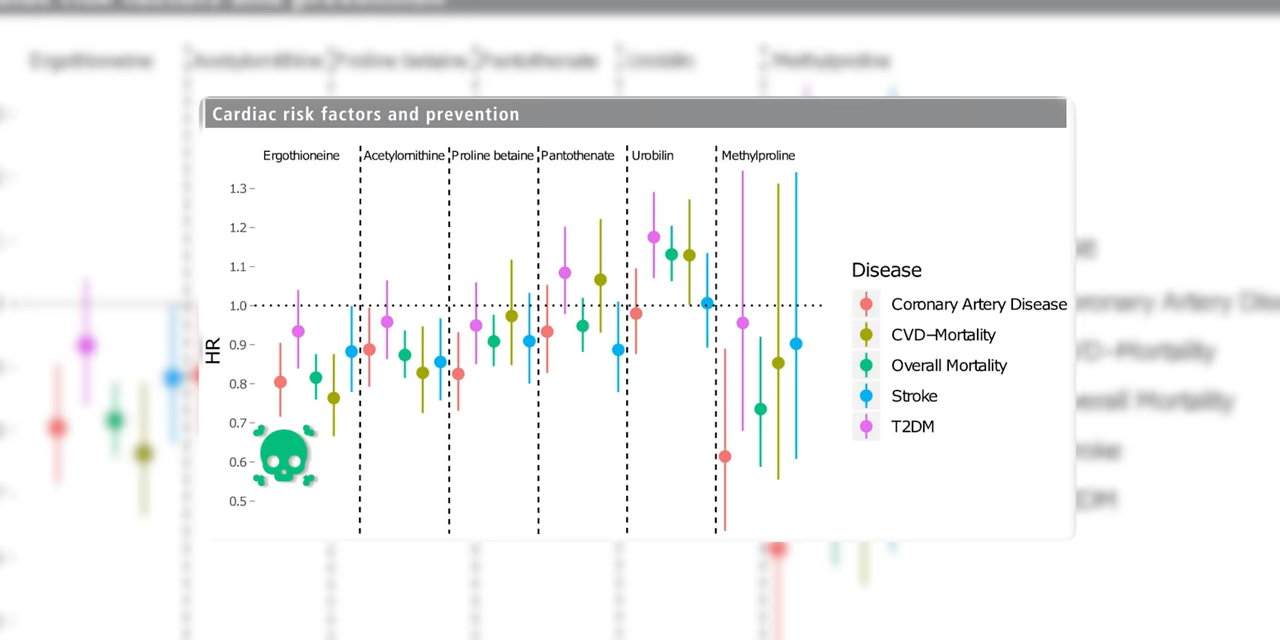 Cardiac risk factors and prevention
Ergothioneine Acetylornithine Proline betaine Pantothenate Urobilin Methylproline
1.3
1.2
1.1
1.0
0.9
0.8
0.7
0.6
0.5
HR
Disease
Coronary Artery Disease
CVD−Mortality
Overall Mortality
Stroke
T2DM